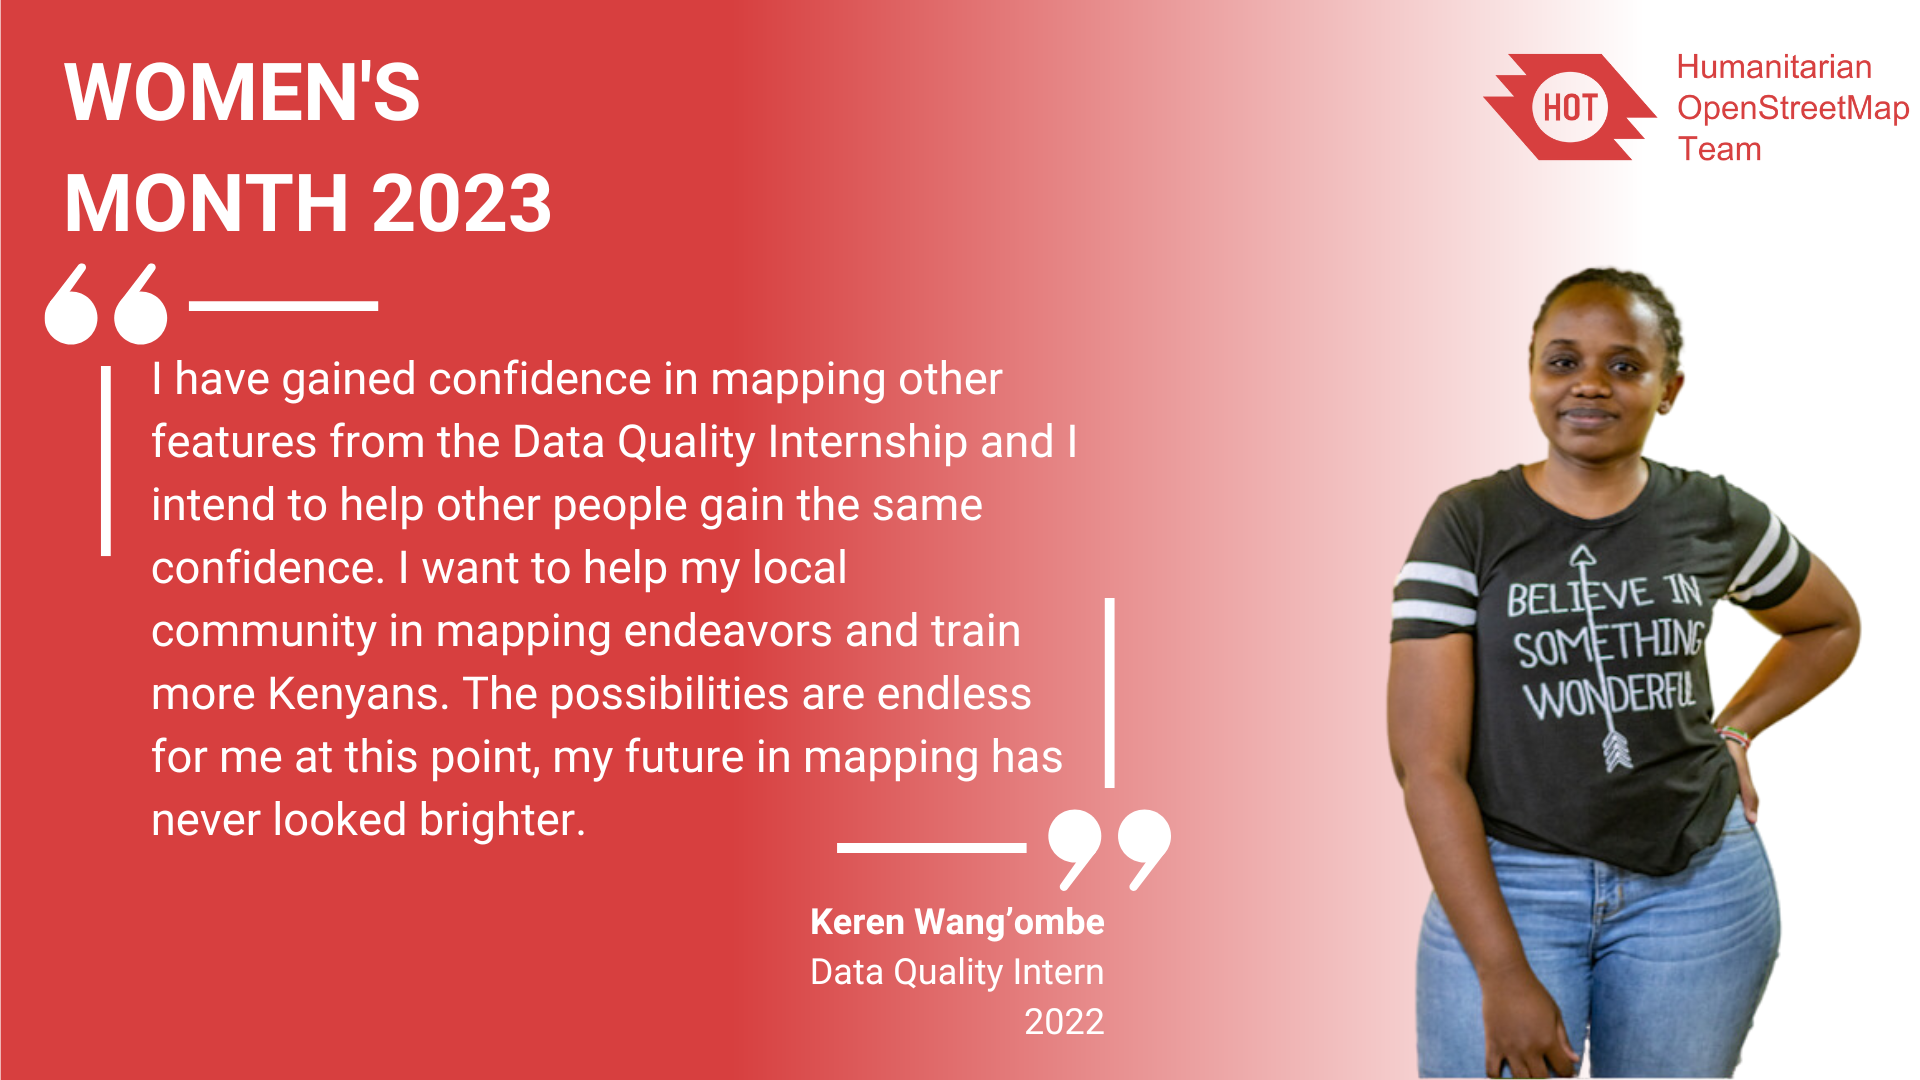 WOMEN'S
MONTH 2023
HOT
Humanitarian
OpenStreetMap
Team
“
I have gained confidence in mapping other
features from the Data Quality Internship and I
intend to help other people gain the same
confidence. I want to help my local
community in mapping endeavors and train
more Kenyans. The possibilities are endless
for me at this point, my future in mapping has
never looked brighter.
”
Keren Wang’ombe
Data Quality Intern
2022
BELIEVE IN
SOMETHING
WONDERFUL